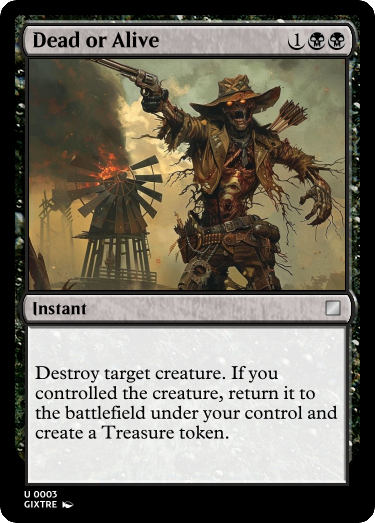 Dead or Alive 1
Instant
Destroy target creature. If you
controlled the creature, return it to
the battlefield under your control and
create a Treasure token.
U 0003
GIXTRE